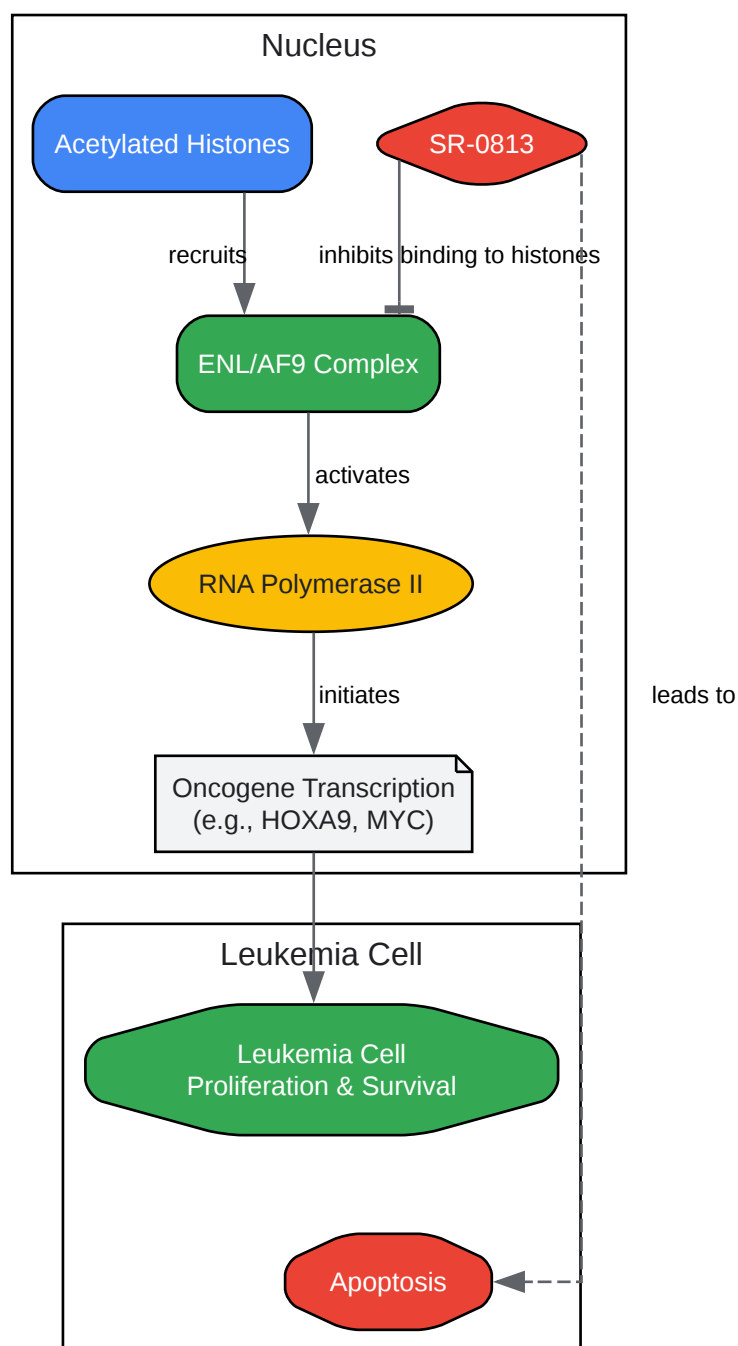 Nucleus
Acetylated Histones
SR-0813
recruits
inhibits binding to histones
ENL/AF9 Complex
activates
RNA Polymerase II
initiates
leads to
Oncogene Transcription
(e.g., HOXA9, MYC)
Leukemia Cell
Leukemia Cell
Proliferation & Survival
Apoptosis